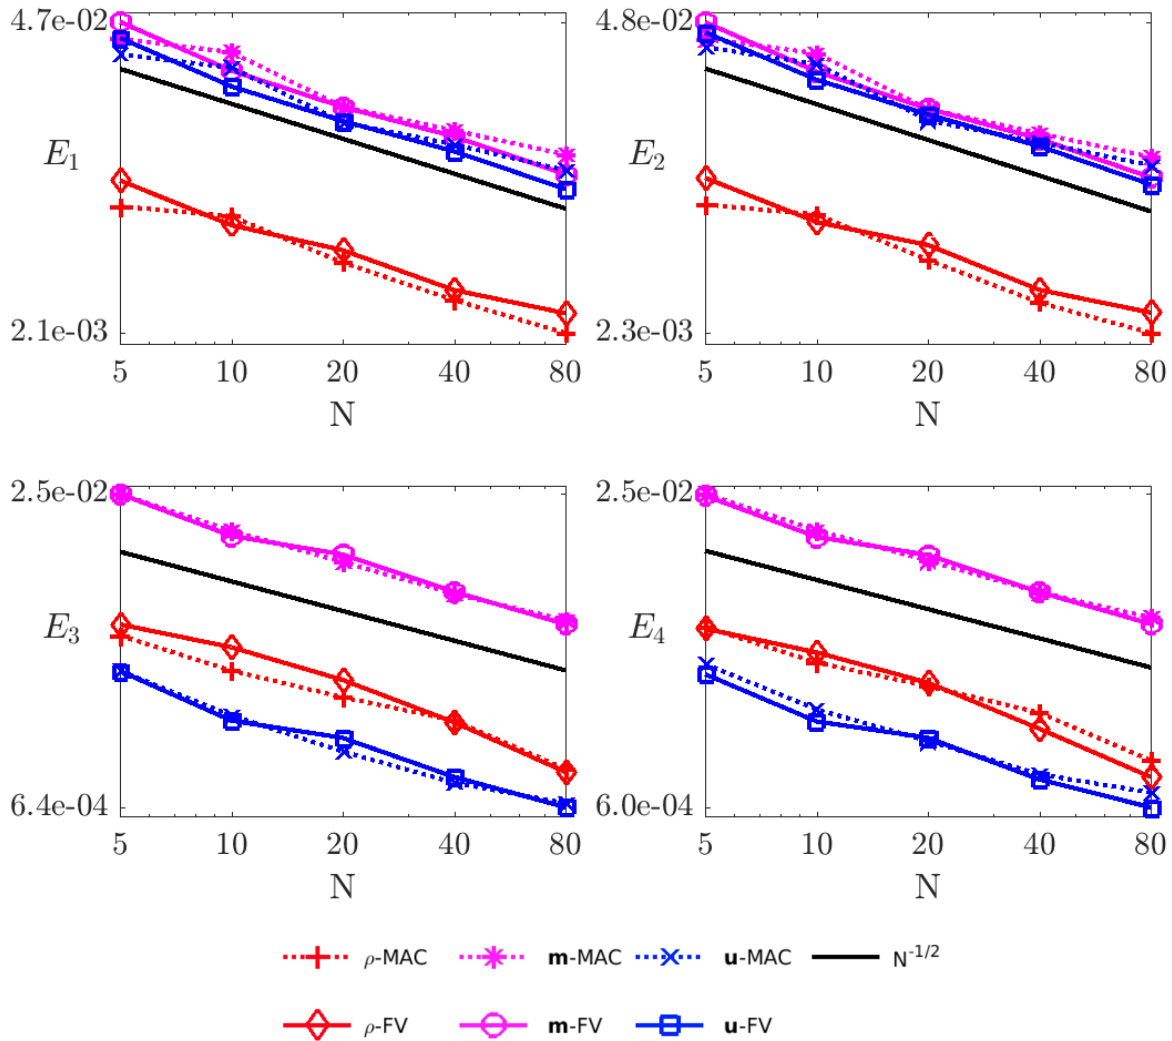 4.7e-02
E₁
2.1e-03
5 10 20 40 80
N
4.8e-02
E₂
2.3e-03
5 10 20 40 80
N
2.5e-02
E₃
6.4e-04
5 10 20 40 80
N
2.5e-02
E₄
6.0e-04
5 10 20 40 80
N
ρ-MAC m-MAC u-MAC N⁻¹/²
ρ-FV m-FV u-FV